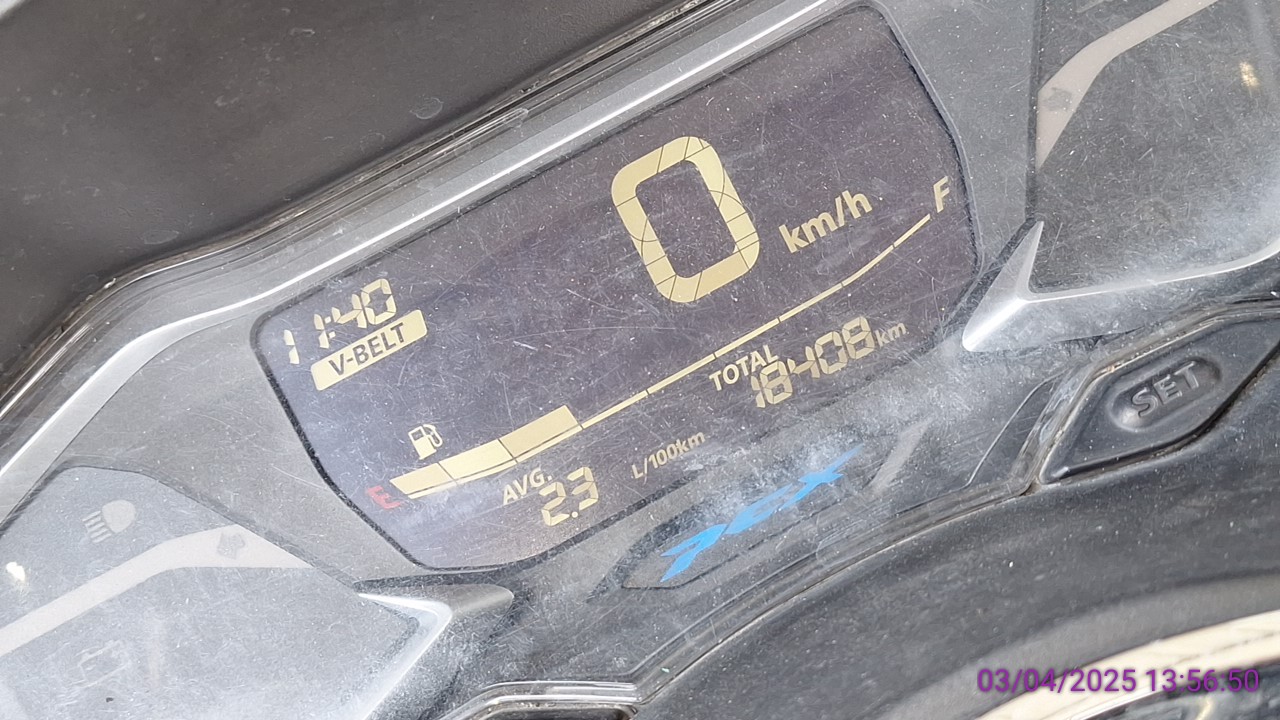 0 km/h
F
11:40
V-BELT
TOTAL
18408 km
E
AVG.
2.3 L/100km
PCX
SET
03/04/2025 13:56:50